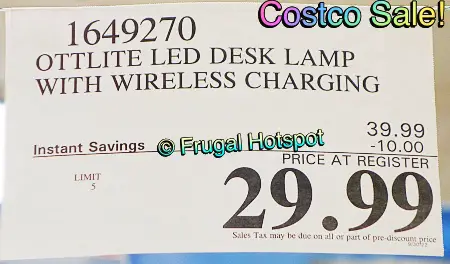 Costco Sale!
1649270
OTTLITE LED DESK LAMP
WITH WIRELESS CHARGING
39.99
Instant Savings -10.00
© Frugal Hotspot
PRICE AT REGISTER
LIMIT
5
29.99
Sales Tax may be due on all or part of pre-discount price